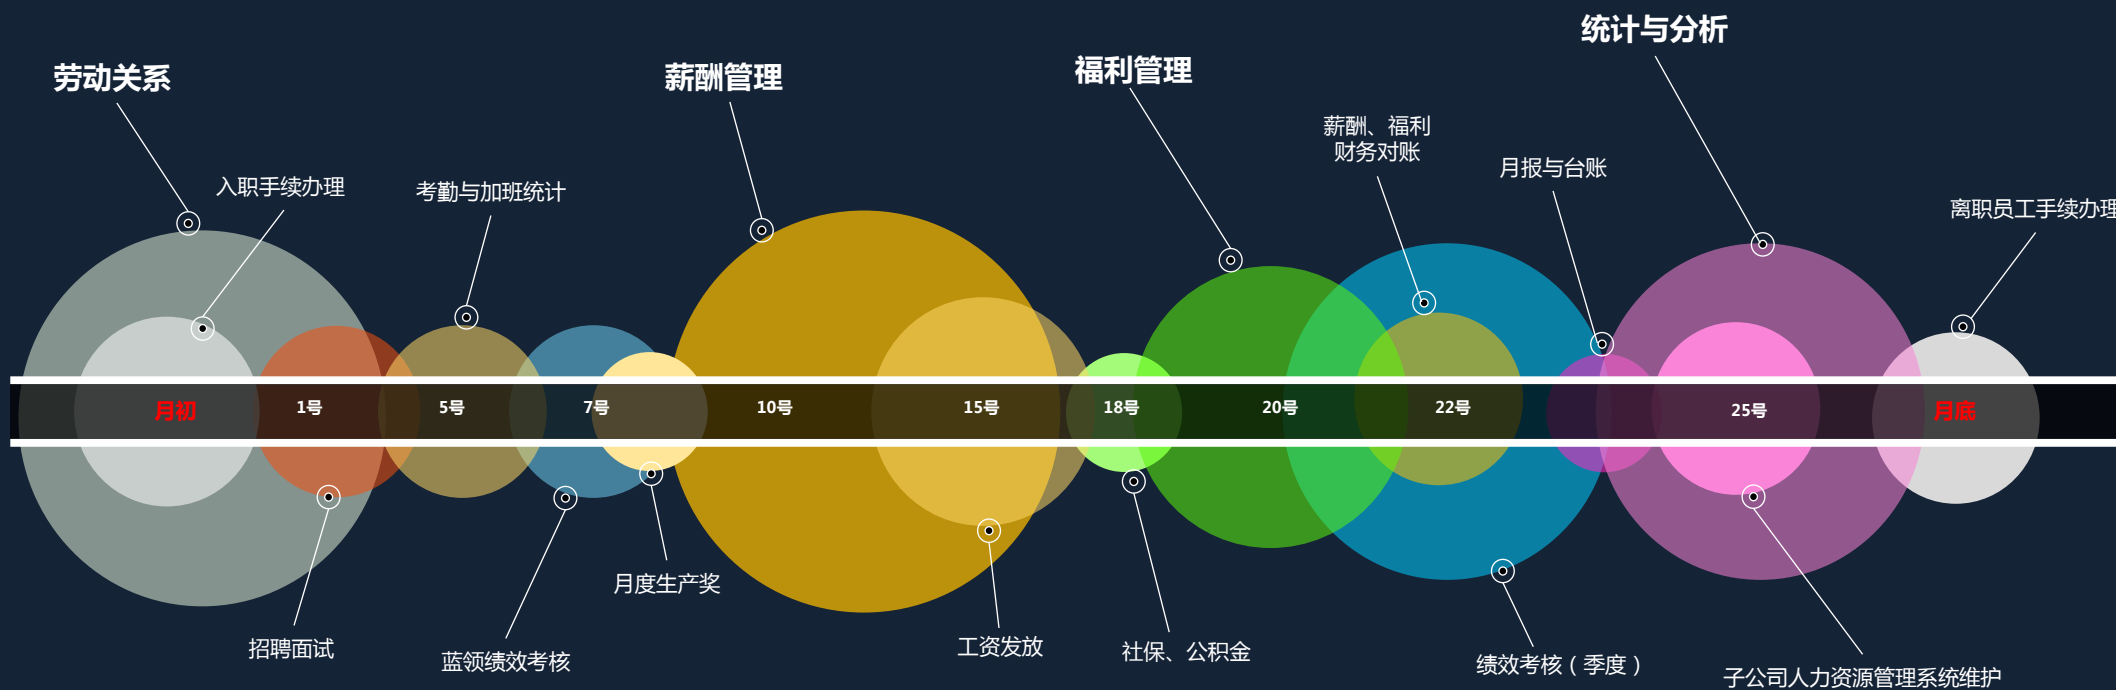 统计与分析
劳动关系
薪酬管理
福利管理
薪酬、福利
财务对账
月报与台账
入职手续办理
考勤与加班统计
离职员工手续办理
月初
1号
5号
7号
10号
15号
18号
20号
22号
25号
月底
月度生产奖
招聘面试
蓝领绩效考核
工资发放
社保、公积金
绩效考核（季度）
子公司人力资源管理系统维护